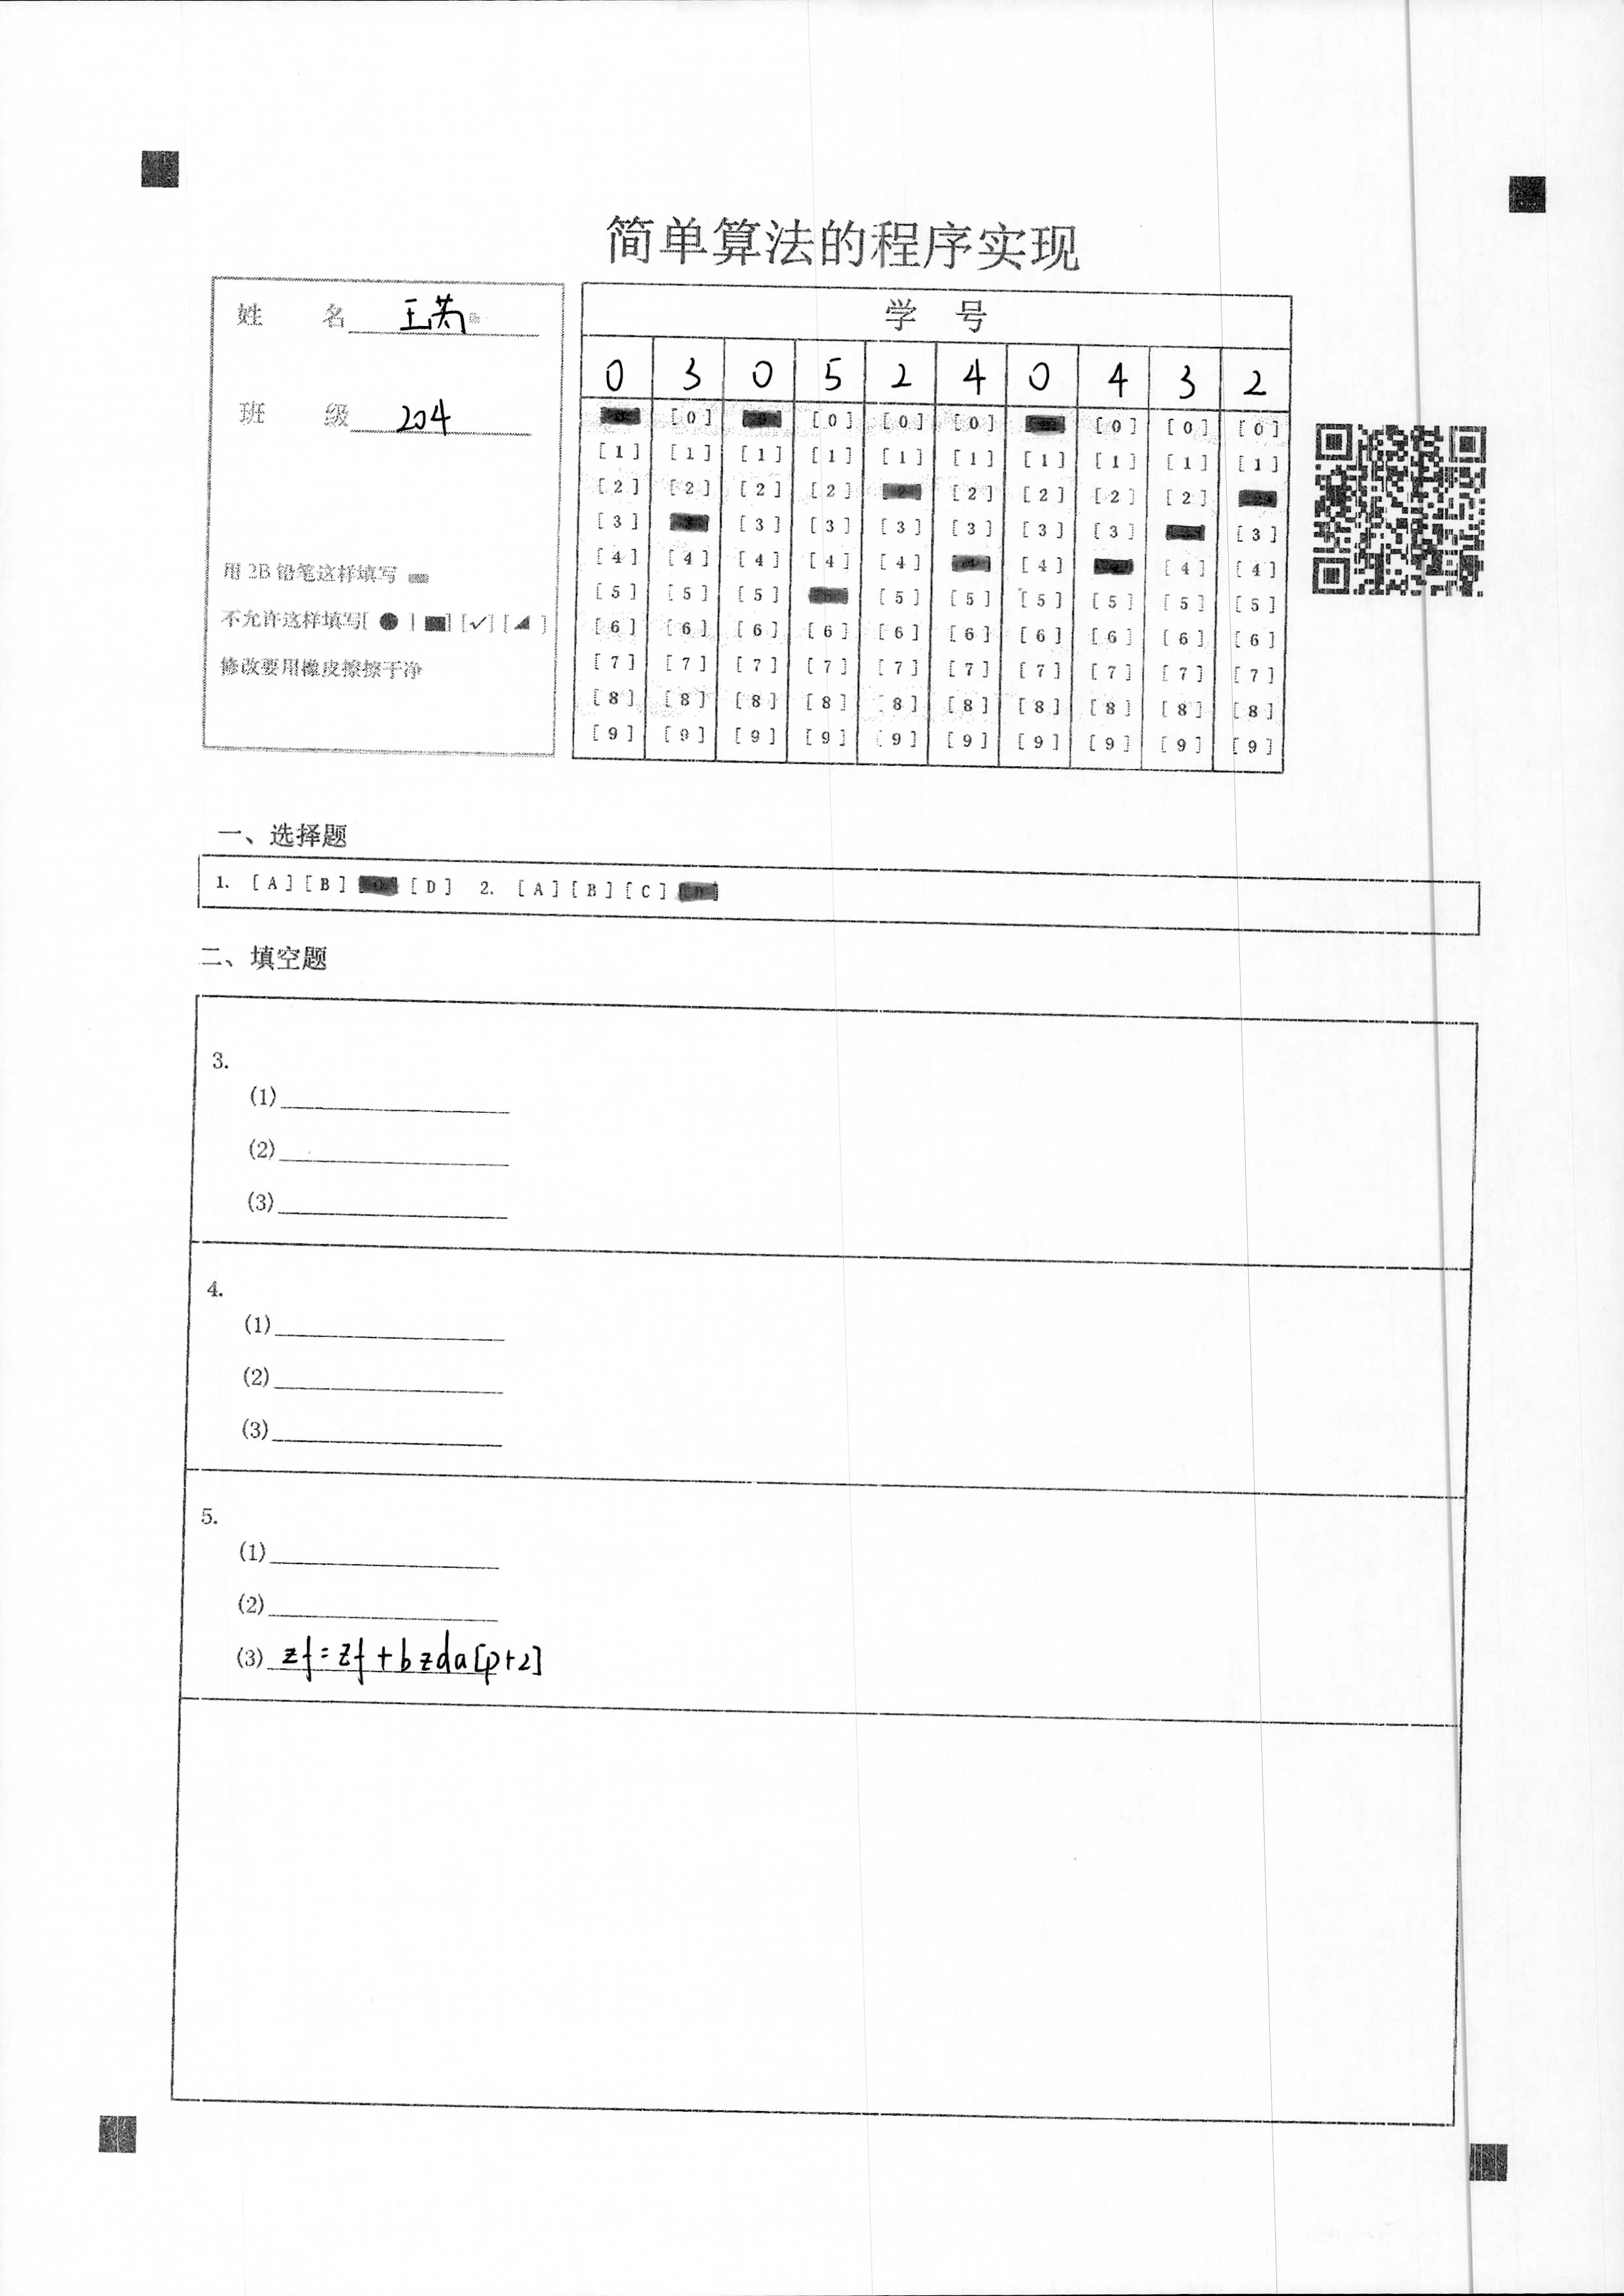 简单算法的程序实现
姓 名 王芮
班 级 204
用 2B 铅笔这样填写
不允许这样填写[ ● ] ■] [✓] [◢ ]
修改要用橡皮擦擦干净
学 号
0 3 0 5 2 4 0 4 3 2
[0] [0] [0] [0] [0] [0] [0]
[1] [1] [1] [1] [1] [1] [1] [1] [1] [1]
[2] [2] [2] [2] [2] [2] [2] [2]
[3] [3] [3] [3] [3] [3] [3] [3]
[4] [4] [4] [4] [4] [4] [4] [4]
[5] [5] [5] [5] [5] [5] [5] [5] [5]
[6] [6] [6] [6] [6] [6] [6] [6] [6] [6]
[7] [7] [7] [7] [7] [7] [7] [7] [7] [7]
[8] [8] [8] [8] [8] [8] [8] [8] [8] [8]
[9] [9] [9] [9] [9] [9] [9] [9] [9] [9]
一、选择题
1. [A] [B] [D] 2. [A] [B] [C]
二、填空题
3.
(1)
(2)
(3)
4.
(1)
(2)
(3)
5.
(1)
(2)
(3) zf=zf+bzda[p+2]